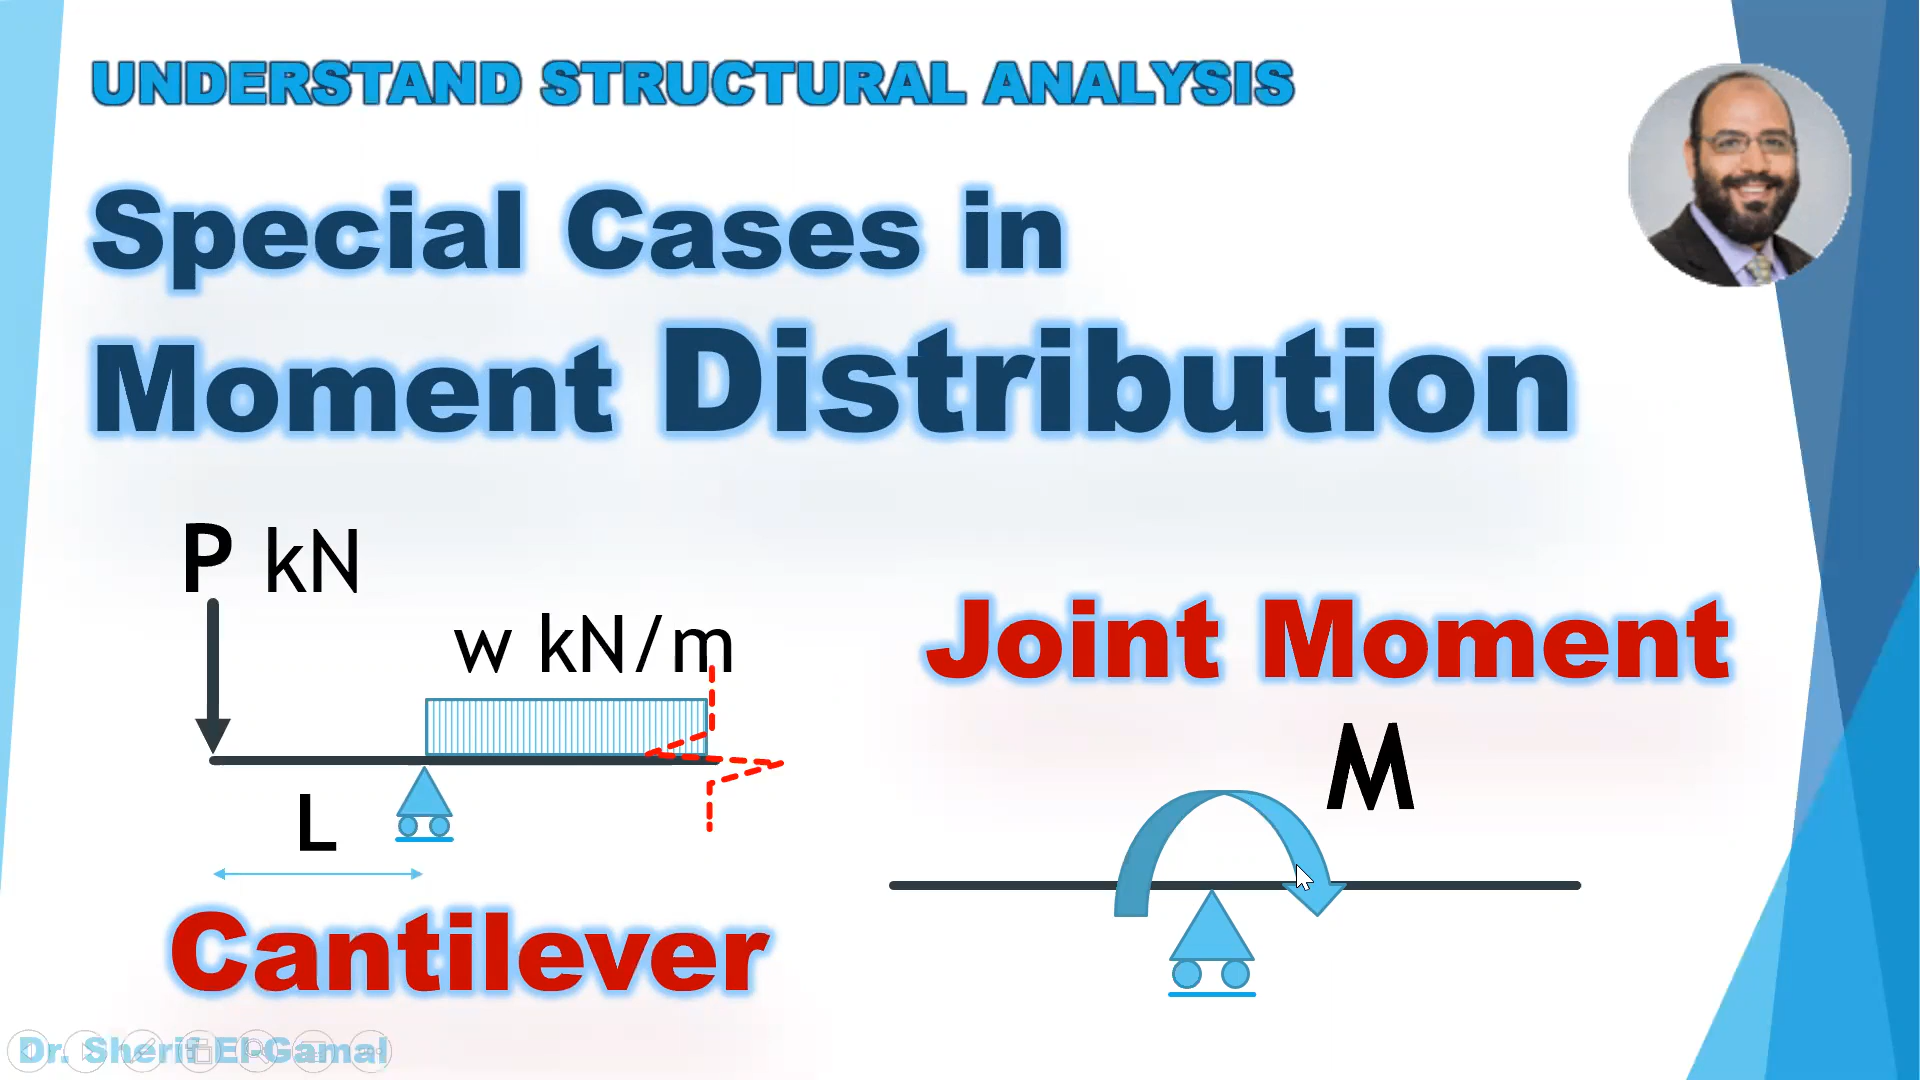 UNDERSTAND STRUCTURAL ANALYSIS
Special Cases in
Moment Distribution
P kN
w kN/m
L
Cantilever
Joint Moment
M
Dr. Sherif El-Gamal